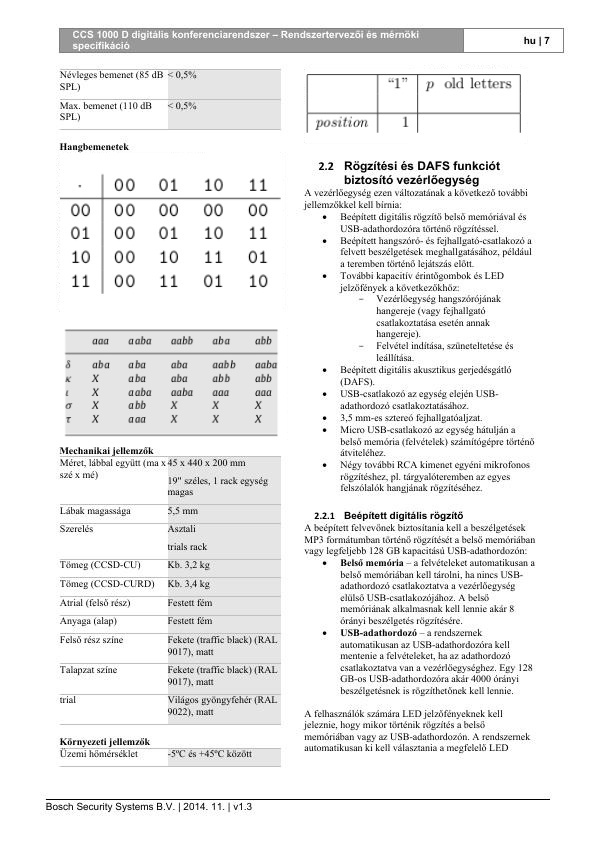 CCS 1000 D digitális konferenciarendszer – Rendszertervezői és mérnöki
specifikáció
hu | 7
Névleges bemenet (85 dB < 0,5%
SPL)
Max. bemenet (110 dB < 0,5%
SPL)
Hangbemenetek
· 00 01 10 11
00 00 00 00 00
01 00 01 10 11
10 00 10 11 01
11 00 11 01 10
aaa aaba aabb aba abb
δ aba aba aba aabb aaba
κ X aba aba abb abb
ι X aaba aaba aaa aaa
σ X abb X X X
τ X aaa X X X
Mechanikai jellemzők
Méret, lábbal együtt (ma x 45 x 440 x 200 mm
szé x mé)
19" széles, 1 rack egység
magas
Lábak magassága 5,5 mm
Szerelés Asztali
trials rack
Tömeg (CCSD-CU) Kb. 3,2 kg
Tömeg (CCSD-CURD) Kb. 3,4 kg
Atrial (felső rész) Festett fém
Anyaga (alap) Festett fém
Felső rész színe Fekete (traffic black) (RAL
9017), matt
Talapzat színe Fekete (traffic black) (RAL
9017), matt
trial Világos gyöngyfehér (RAL
9022), matt
Környezeti jellemzők
Üzemi hőmérséklet -5ºC és +45ºC között
“1” p old letters
position 1
2.2 Rögzítési és DAFS funkciót
biztosító vezérlőegység
A vezérlőegység ezen változatának a következő további
jellemzőkkel kell bírnia:
• Beépített digitális rögzítő belső memóriával és
USB-adathordozóra történő rögzítéssel.
• Beépített hangszóró- és fejhallgató-csatlakozó a
felvett beszélgetések meghallgatásához, például
a teremben történő lejátszás előtt.
• További kapacitív érintőgombok és LED
jelzőfények a következőkhöz:
– Vezérlőegység hangszórójának
hangereje (vagy fejhallgató
csatlakoztatása esetén annak
hangereje).
– Felvétel indítása, szüneteltetése és
leállítása.
• Beépített digitális akusztikus gerjedésgátló
(DAFS).
• USB-csatlakozó az egység elején USB-
adathordozó csatlakoztatásához.
• 3,5 mm-es sztereó fejhallgatóaljzat.
• Micro USB-csatlakozó az egység hátulján a
belső memória (felvételek) számítógépre történő
átviteléhez.
• Négy további RCA kimenet egyéni mikrofonos
rögzítéshez, pl. tárgyalóteremben az egyes
felszólalók hangjának rögzítéséhez.
2.2.1 Beépített digitális rögzítő
A beépített felvevőnek biztosítania kell a beszélgetések
MP3 formátumban történő rögzítését a belső memóriában
vagy legfeljebb 128 GB kapacitású USB-adathordozón:
• Belső memória – a felvételeket automatikusan a
belső memóriában kell tárolni, ha nincs USB-
adathordozó csatlakoztatva a vezérlőegység
elülső USB-csatlakozójához. A belső
memóriának alkalmasnak kell lennie akár 8
órányi beszélgetés rögzítésére.
• USB-adathordozó – a rendszernek
automatikusan az USB-adathordozóra kell
mentenie a felvételeket, ha az adathordozó
csatlakoztatva van a vezérlőegységhez. Egy 128
GB-os USB-adathordozóra akár 4000 órányi
beszélgetésnek is rögzíthetőnek kell lennie.
A felhasználók számára LED jelzőfényeknek kell
jeleznie, hogy mikor történik rögzítés a belső
memóriában vagy az USB-adathordozón. A rendszernek
automatikusan ki kell választania a megfelelő LED
Bosch Security Systems B.V. | 2014. 11. | v1.3